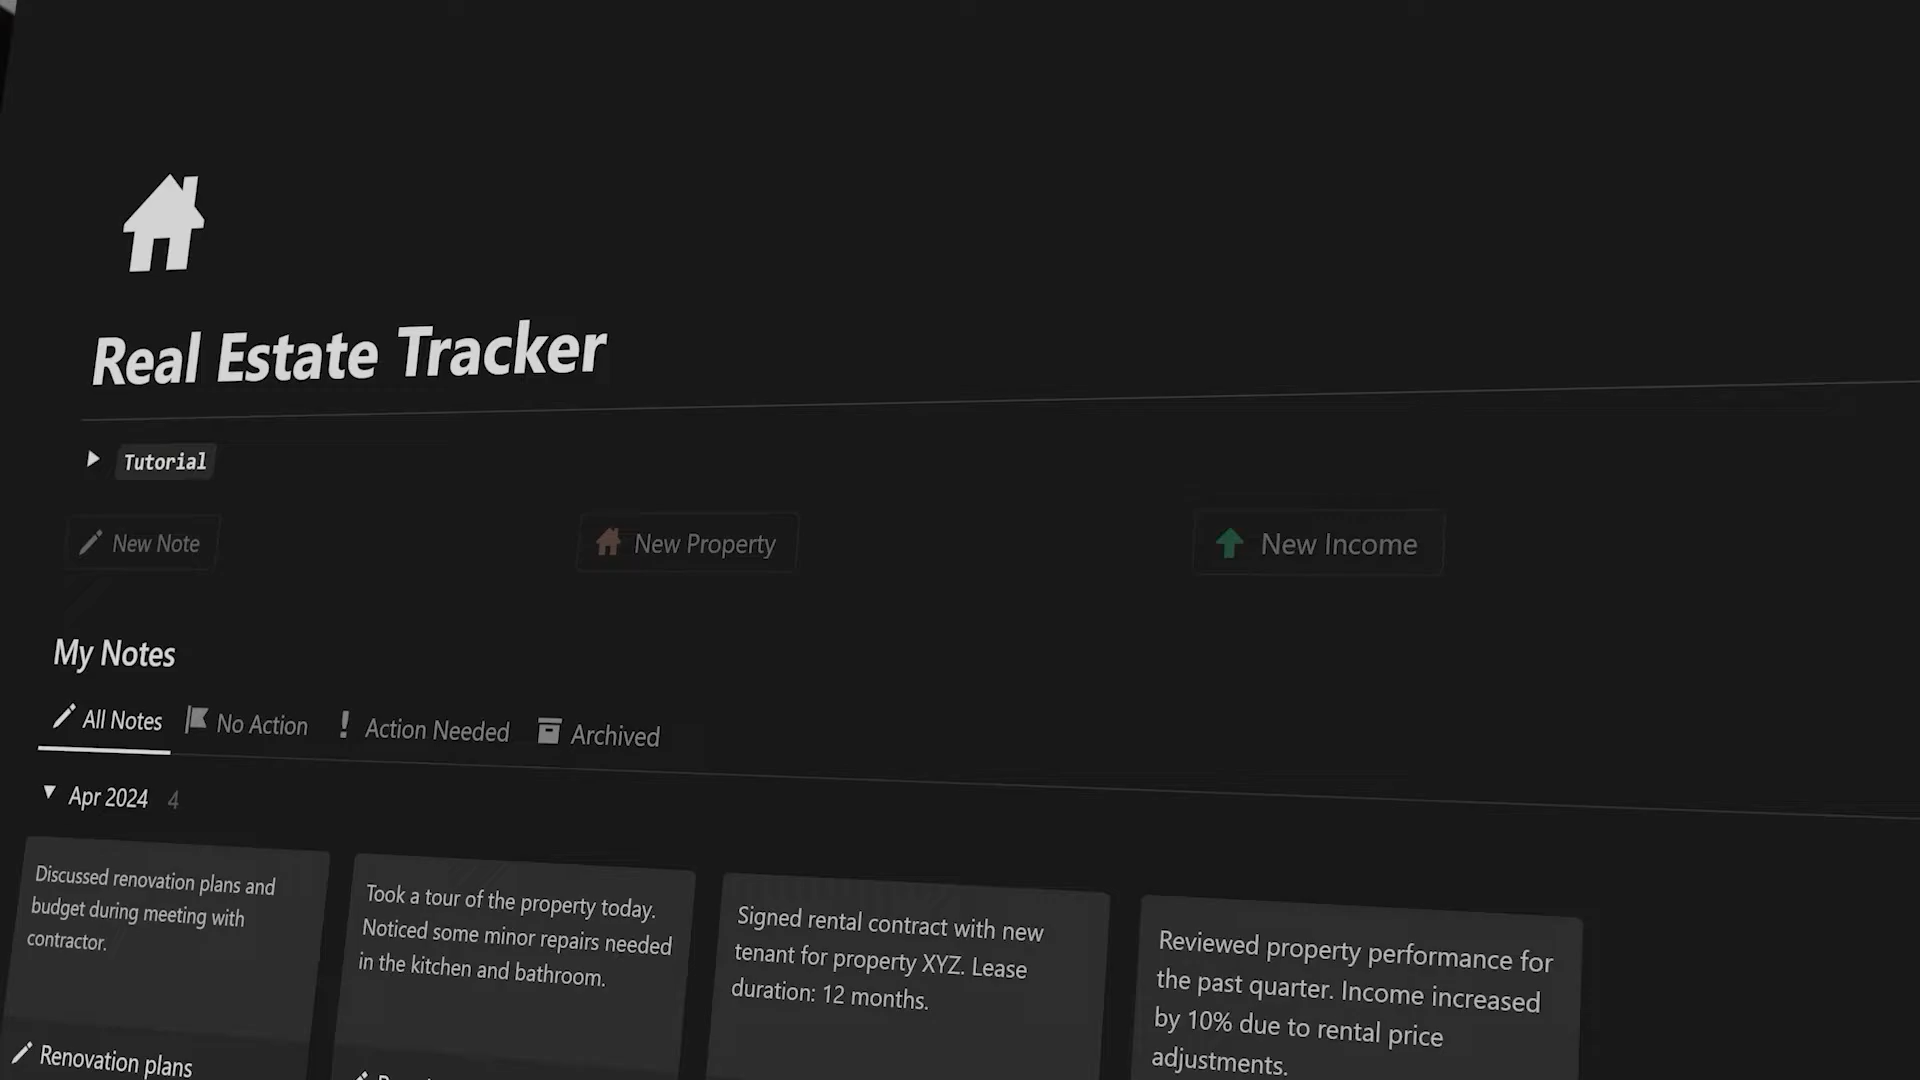 Real Estate Tracker
Tutorial
New Note
New Property
New Income
My Notes
All Notes
No Action
Action Needed
Archived
Apr 2024 4
Discussed renovation plans and
budget during meeting with
contractor.
Renovation plans
Took a tour of the property today.
Noticed some minor repairs needed
in the kitchen and bathroom.
Signed rental contract with new
tenant for property XYZ. Lease
duration: 12 months.
Reviewed property performance for
the past quarter. Income increased
by 10% due to rental price
adjustments.